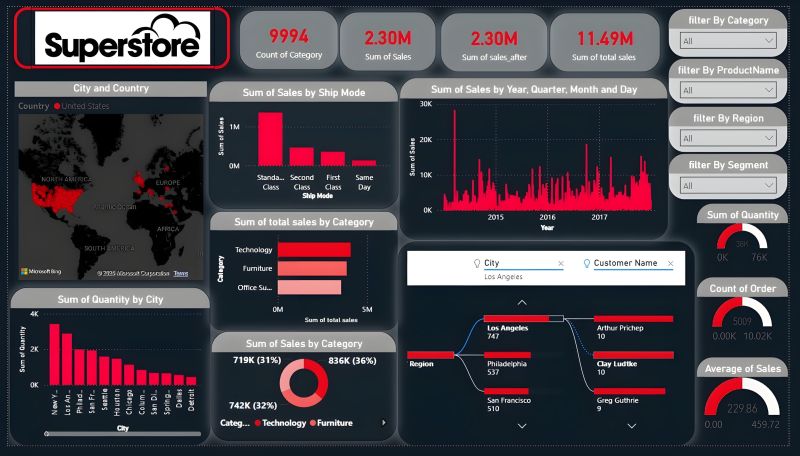 Superstore
9994
Count of Category
2.30M
Sum of Sales
2.30M
Sum of sales_after
11.49M
Sum of total sales
filter By Category
All
filter By ProductName
All
filter By Region
All
filter By Segment
All
City and Country
Country United States
NORTH AMERICA
EUROPE
Atlantic Ocean
AFRICA
SOUTH AMERICA
Microsoft Bing
© 2025 Microsoft Corporation Terms
Sum of Sales by Ship Mode
Sum of Sales
1M
0M
Standa... Class
Second Class
First Class
Same Day
Ship Mode
Sum of Sales by Year, Quarter, Month and Day
Sum of Sales
30K
20K
10K
0K
2015 2016 2017
Year
Sum of total sales by Category
Category
Technology
Furniture
Office Su...
0M 5M
Sum of total sales
Sum of Quantity by City
Sum of Quantity
4K
2K
0K
New Y...
Los An...
Philad...
San Fr...
Seattle
Houston
Chicago
Colum...
San Di...
Spring...
Dallas
Detroit
City
Sum of Sales by Category
719K (31%)
836K (36%)
742K (32%)
Categ... Technology Furniture
City
Los Angeles
Customer Name
Region
Los Angeles
747
Philadelphia
537
San Francisco
510
Arthur Prichep
10
Clay Ludtke
10
Greg Guthrie
9
Sum of Quantity
38K
0K 76K
Count of Order
5009
0.00K 10.02K
Average of Sales
229.86
0.00 459.72